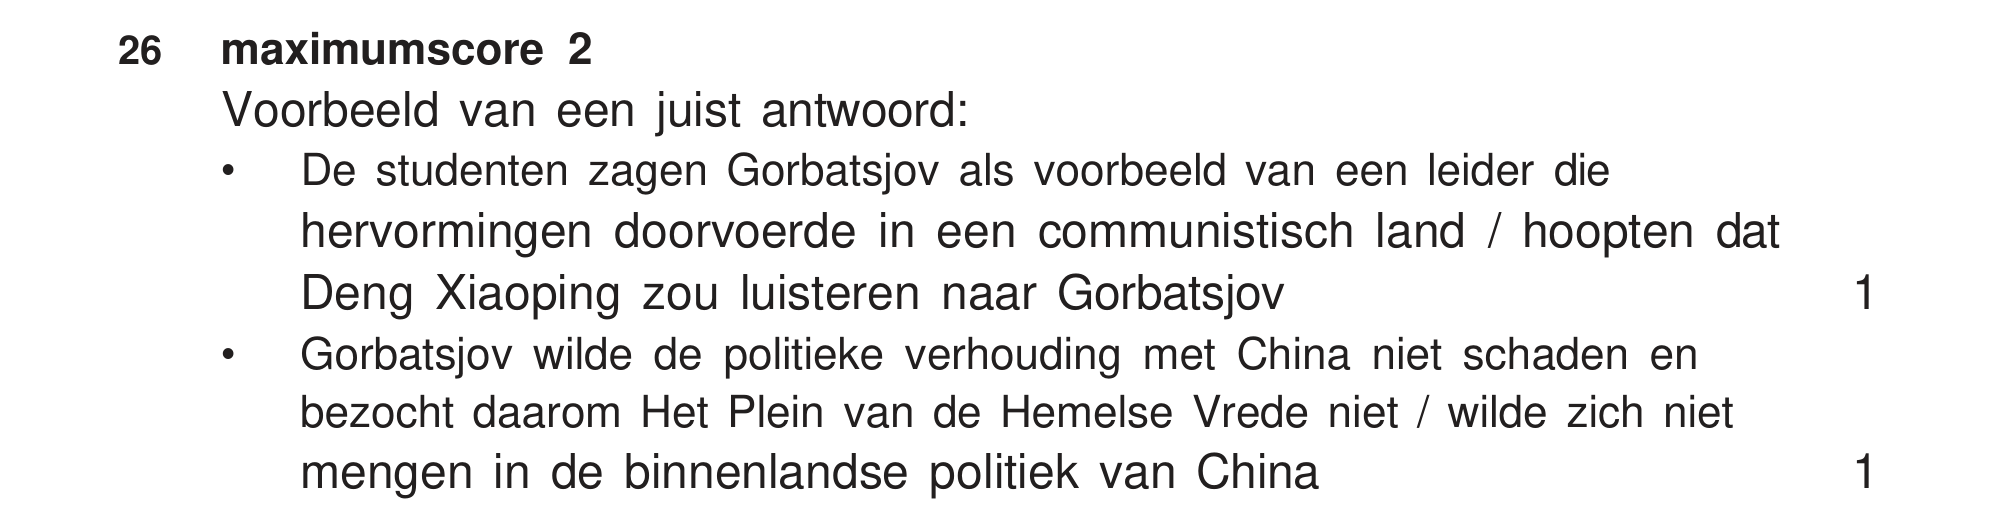 26 maximumscore 2
Voorbeeld van een juist antwoord:
• De studenten zagen Gorbatsjov als voorbeeld van een leider die
hervormingen doorvoerde in een communistisch land / hoopten dat
Deng Xiaoping zou luisteren naar Gorbatsjov 1
• Gorbatsjov wilde de politieke verhouding met China niet schaden en
bezocht daarom Het Plein van de Hemelse Vrede niet / wilde zich niet
mengen in de binnenlandse politiek van China 1